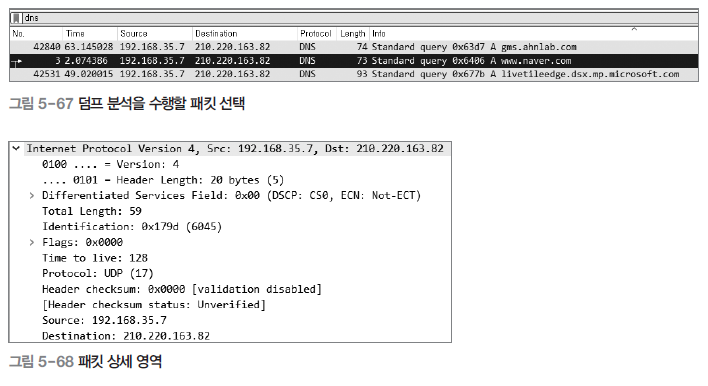 dns
No. Time Source Destination Protocol Length Info
42840 63.145028 192.168.35.7 210.220.163.82 DNS 74 Standard query 0x63d7 A gms.ahnlab.com
3 2.074386 192.168.35.7 210.220.163.82 DNS 73 Standard query 0x6406 A www.naver.com
42531 49.020015 192.168.35.7 210.220.163.82 DNS 93 Standard query 0x677b A livetileedge.dsx.mp.microsoft.com
그림 5-67 덤프 분석을 수행할 패킷 선택
Internet Protocol Version 4, Src: 192.168.35.7, Dst: 210.220.163.82
0100 .... = Version: 4
.... 0101 = Header Length: 20 bytes (5)
Differentiated Services Field: 0x00 (DSCP: CS0, ECN: Not-ECT)
Total Length: 59
Identification: 0x179d (6045)
Flags: 0x0000
Time to live: 128
Protocol: UDP (17)
Header checksum: 0x0000 [validation disabled]
[Header checksum status: Unverified]
Source: 192.168.35.7
Destination: 210.220.163.82
그림 5-68 패킷 상세 영역